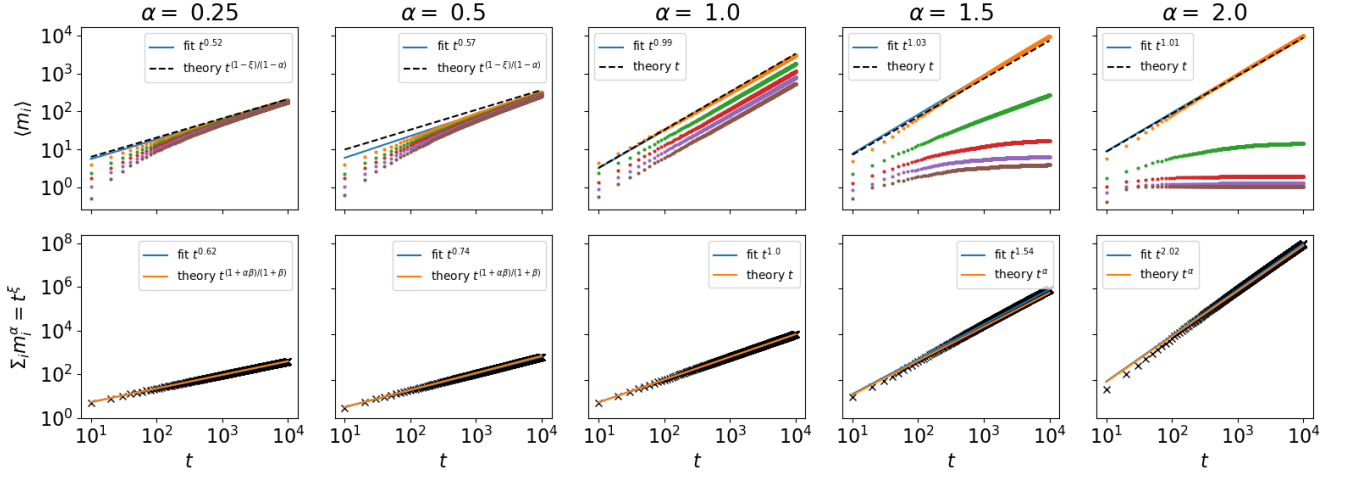 α = 0.25
α = 0.5
α = 1.0
α = 1.5
α = 2.0
⟨m_i⟩
10^4
10^3
10^2
10^1
10^0
fit t^{0.52}
theory t^{(1−ξ)/(1−α)}
fit t^{0.57}
theory t^{(1−ξ)/(1−α)}
fit t^{0.99}
theory t
fit t^{1.03}
theory t
fit t^{1.01}
theory t
Σ_i m_i^α = t^ξ
10^8
10^6
10^4
10^2
10^0
fit t^{0.62}
theory t^{(1+αβ)/(1+β)}
fit t^{0.74}
theory t^{(1+αβ)/(1+β)}
fit t^{1.0}
theory t
fit t^{1.54}
theory t^α
fit t^{2.02}
theory t^α
10^1 10^2 10^3 10^4
10^1 10^2 10^3 10^4
10^1 10^2 10^3 10^4
10^1 10^2 10^3 10^4
10^1 10^2 10^3 10^4
t
t
t
t
t